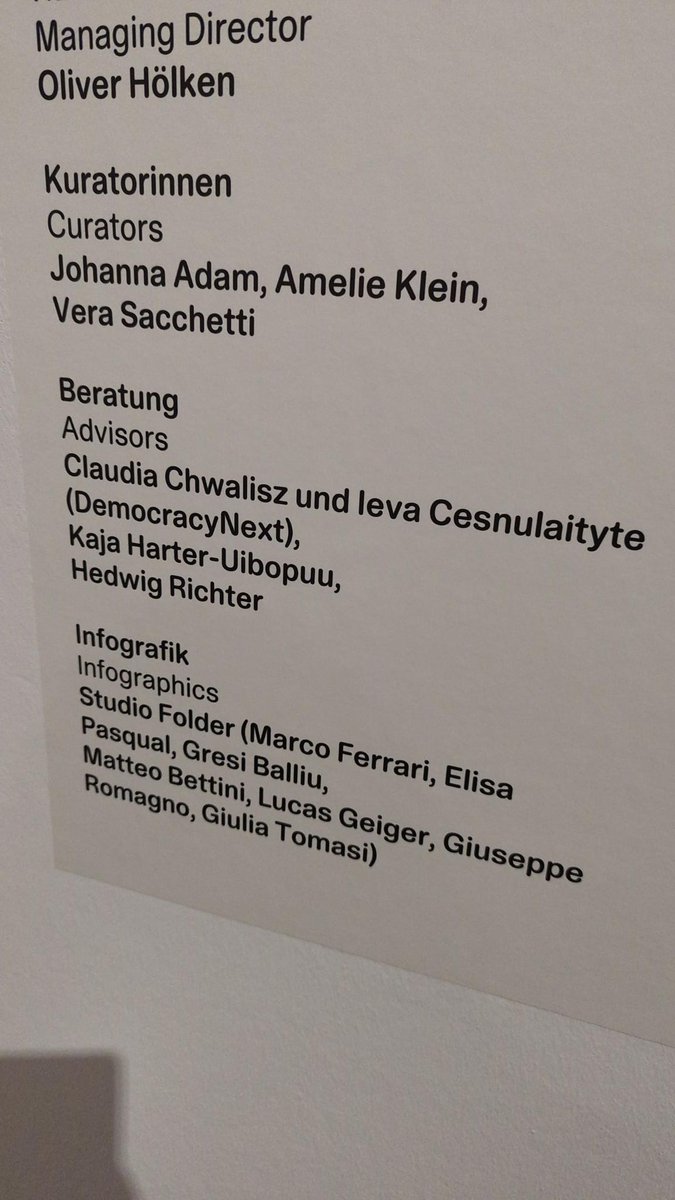 Managing Director
Oliver Hölken
Kuratorinnen
Curators
Johanna Adam, Amelie Klein,
Vera Sacchetti
Beratung
Advisors
Claudia Chwalisz und Ieva Cesnulaityte
(DemocracyNext),
Kaja Harter-Uibopuu,
Hedwig Richter
Infografik
Infographics
Studio Folder (Marco Ferrari, Elisa
Pasqual, Gresi Balliu,
Matteo Bettini, Lucas Geiger, Giuseppe
Romagno, Giulia Tomasi)